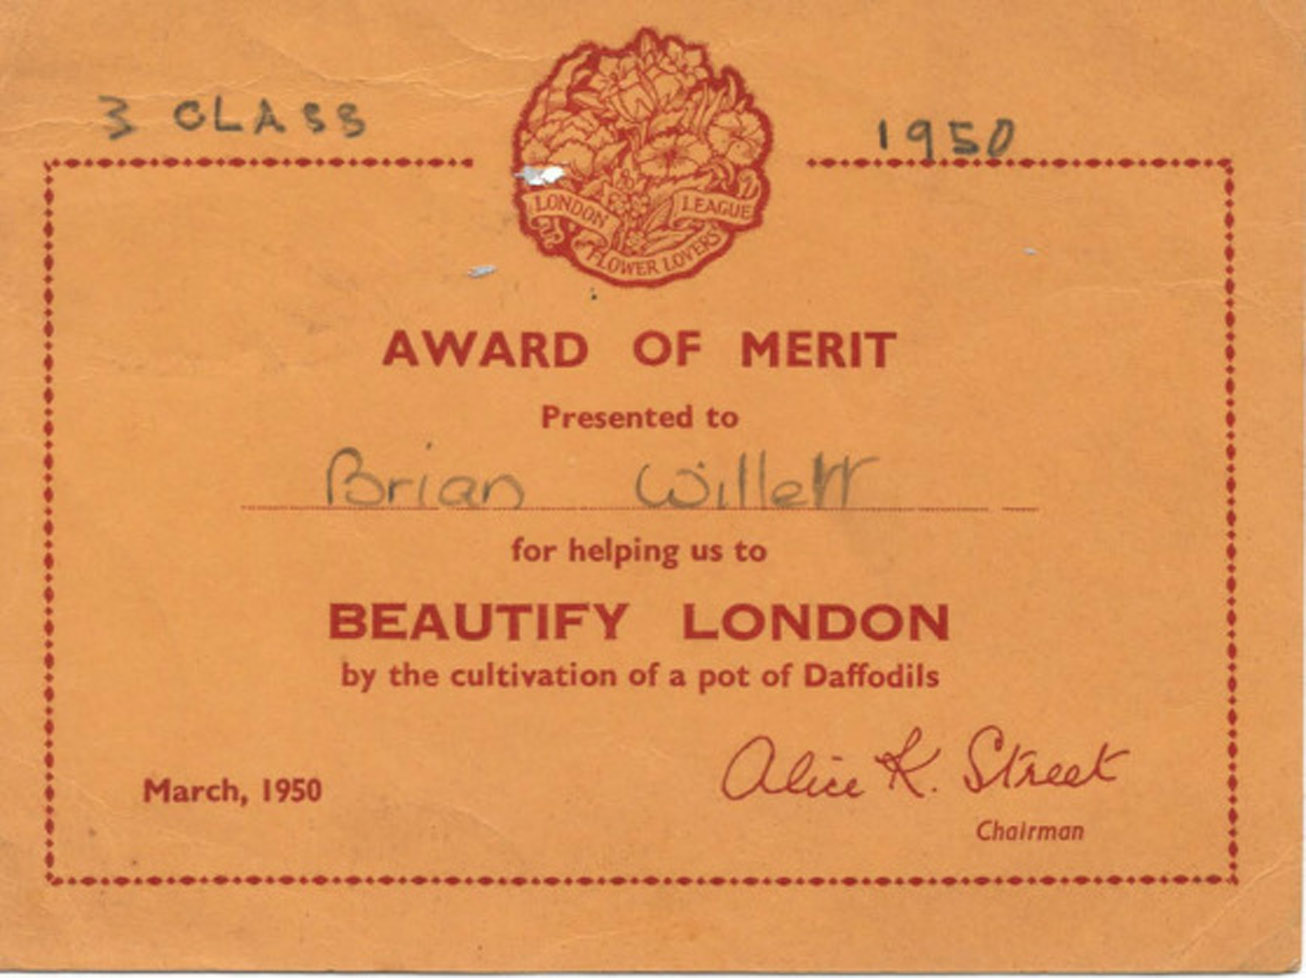 3 CLASS 1950
LONDON LEAGUE
FLOWER LOVERS
AWARD OF MERIT
Presented to
Brian Willett
for helping us to
BEAUTIFY LONDON
by the cultivation of a pot of Daffodils
Alice K. Street
March, 1950
Chairman